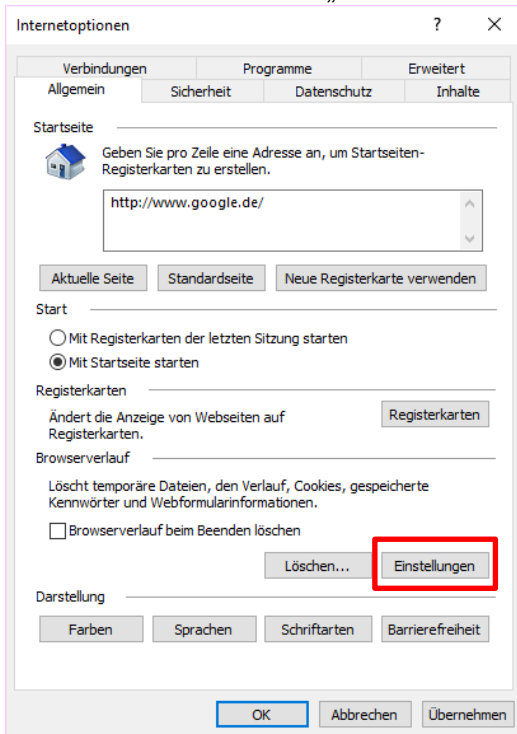 „
Internetoptionen ? ×
Verbindungen Programme Erweitert
Allgemein Sicherheit Datenschutz Inhalte
Startseite
Geben Sie pro Zeile eine Adresse an, um Startseiten-
Registerkarten zu erstellen.
http://www.google.de/
Aktuelle Seite Standardseite Neue Registerkarte verwenden
Start
Mit Registerkarten der letzten Sitzung starten
Mit Startseite starten
Registerkarten
Ändert die Anzeige von Webseiten auf
Registerkarten.
Registerkarten
Browserverlauf
Löscht temporäre Dateien, den Verlauf, Cookies, gespeicherte
Kennwörter und Webformularinformationen.
Browserverlauf beim Beenden löschen
Löschen... Einstellungen
Darstellung
Farben Sprachen Schriftarten Barrierefreiheit
OK Abbrechen Übernehmen